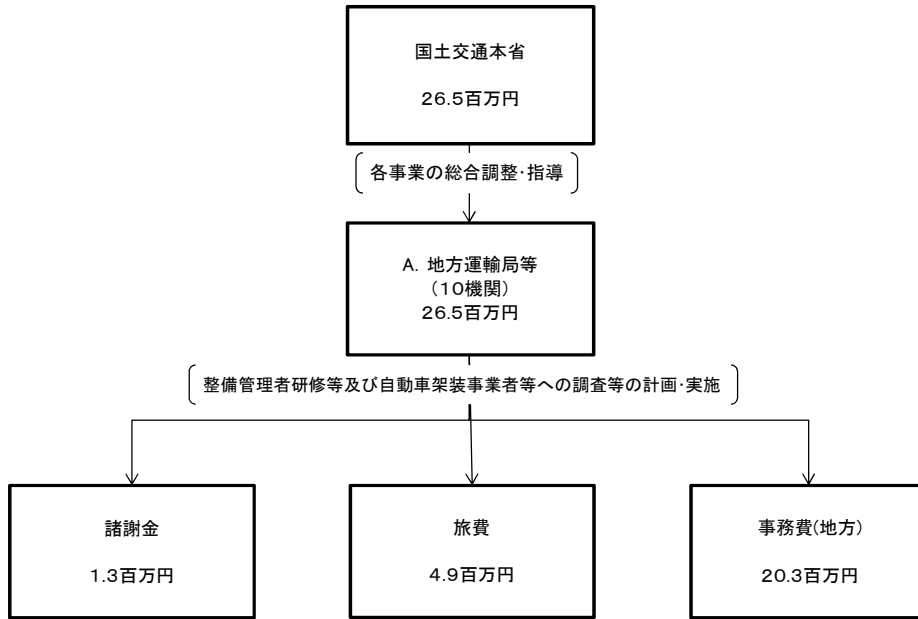 国土交通本省
26.5百万円
各事業の総合調整・指導
A. 地方運輸局等
（10機関）
26.5百万円
整備管理者研修等及び自動車架装事業者等への調査等の計画・実施
諸謝金
1.3百万円
旅費
4.9百万円
事務費(地方)
20.3百万円